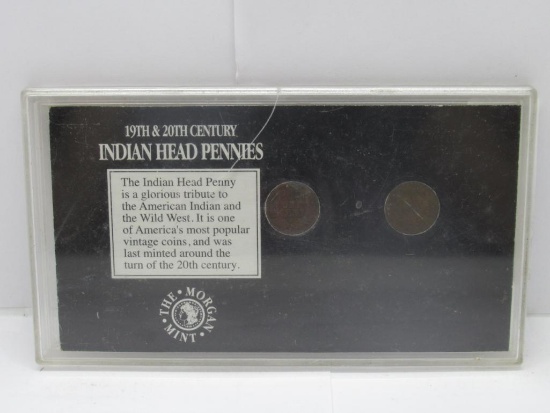 19TH & 20TH CENTURY
INDIAN HEAD PENNIES
The Indian Head Penny
is a glorious tribute to
the American Indian and
the Wild West. It is one
of America's most popular
vintage coins, and was
last minted around the
turn of the 20th century.
THE MORGAN
MINT